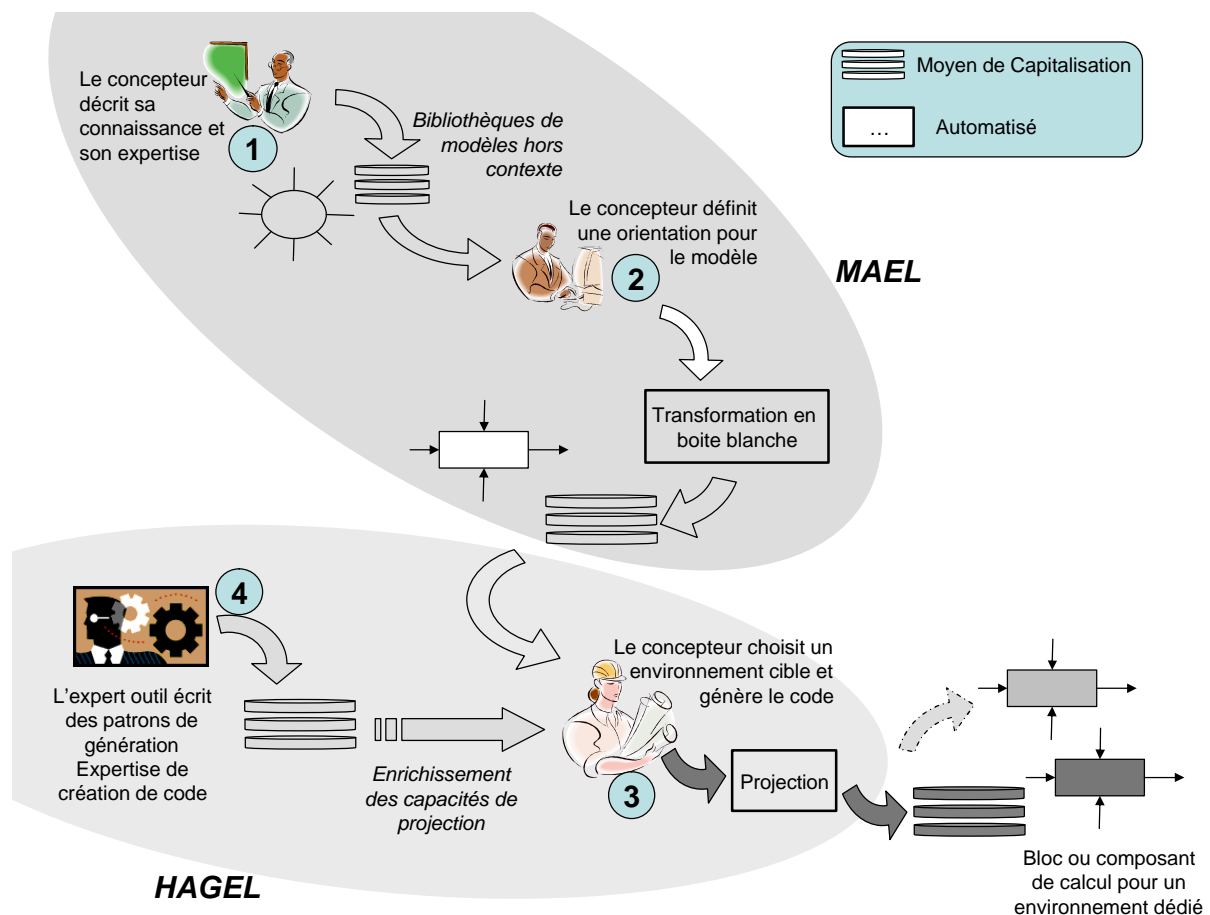 Le concepteur
décrit sa
connaissance et
son expertise
1
Bibliothèques de
modèles hors
contexte
Moyen de Capitalisation
...
Automatisé
Le concepteur définit
une orientation pour
le modèle
2
MAEL
Transformation en
boite blanche
4
L'expert outil écrit
des patrons de
génération
Expertise de
création de code
Enrichissement
des capacités de
projection
Le concepteur choisit un
environnement cible et
génère le code
3
Projection
Bloc ou composant
de calcul pour un
environnement dédié
HAGEL